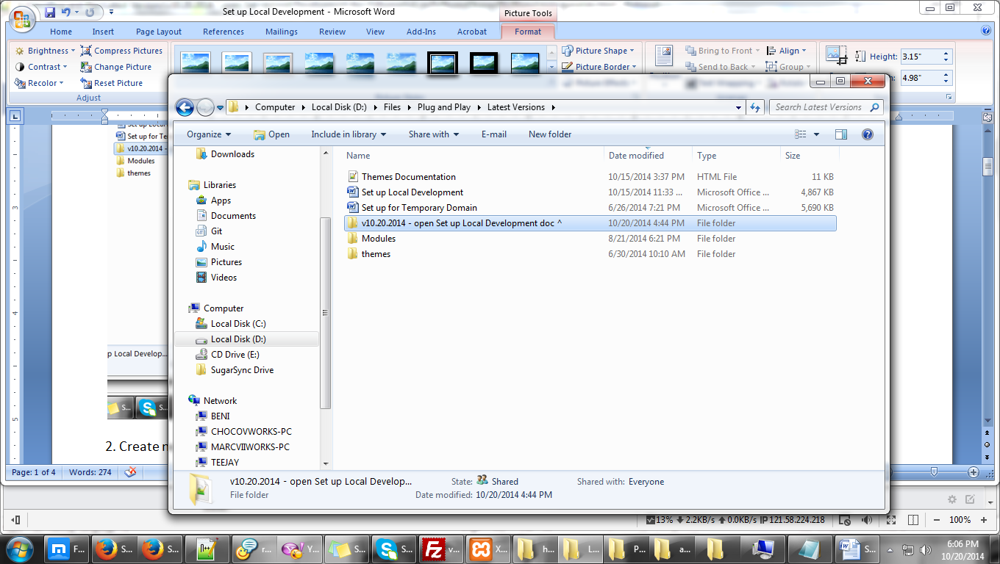 Set up Local Development - Microsoft Word
Picture Tools
Home Insert Page Layout References Mailings Review View Add-Ins Acrobat Format
Brightness Compress Pictures Picture Shape Bring to Front Align Height: 3.15"
Contrast Change Picture Picture Border Send to Back Group 4.98"
Recolor Reset Picture
Adjust
Computer Local Disk (D:) Files Plug and Play Latest Versions Search Latest Versions
Organize Open Include in library Share with E-mail New folder
Name Date modified Type Size
Themes Documentation 10/15/2014 3:37 PM HTML File 11 KB
Set up Local Development 10/15/2014 11:33 ... Microsoft Office ... 4,867 KB
Set up for Temporary Domain 6/26/2014 7:21 PM Microsoft Office ... 5,690 KB
v10.20.2014 - open Set up Local Development doc ^ 10/20/2014 4:44 PM File folder
Modules 8/21/2014 6:21 PM File folder
themes 6/30/2014 10:10 AM File folder
Downloads
Libraries
Apps
Documents
Git
Music
Pictures
Videos
Computer
Local Disk (C:)
Local Disk (D:)
CD Drive (E:)
SugarSync Drive
Network
BENI
CHOCOVWORKS-PC
MARCVIIWORKS-PC
TEEJAY
Set up for Te
v10.20.2014 -
Modules
themes
p Local Develop...
S...
S...
2. Create
3
4
5
v10.20.2014 - open Set up Local Develop... State: Shared Shared with: Everyone
File folder Date modified: 10/20/2014 4:44 PM
Page: 1 of 4 Words: 274
13% 2.2KB/s 0.0KB/s IP 121.58.224.218 100%
F... S... S... r... Y... S... S... v... X... h... L... P... a... S...
6:06 PM
10/20/2014